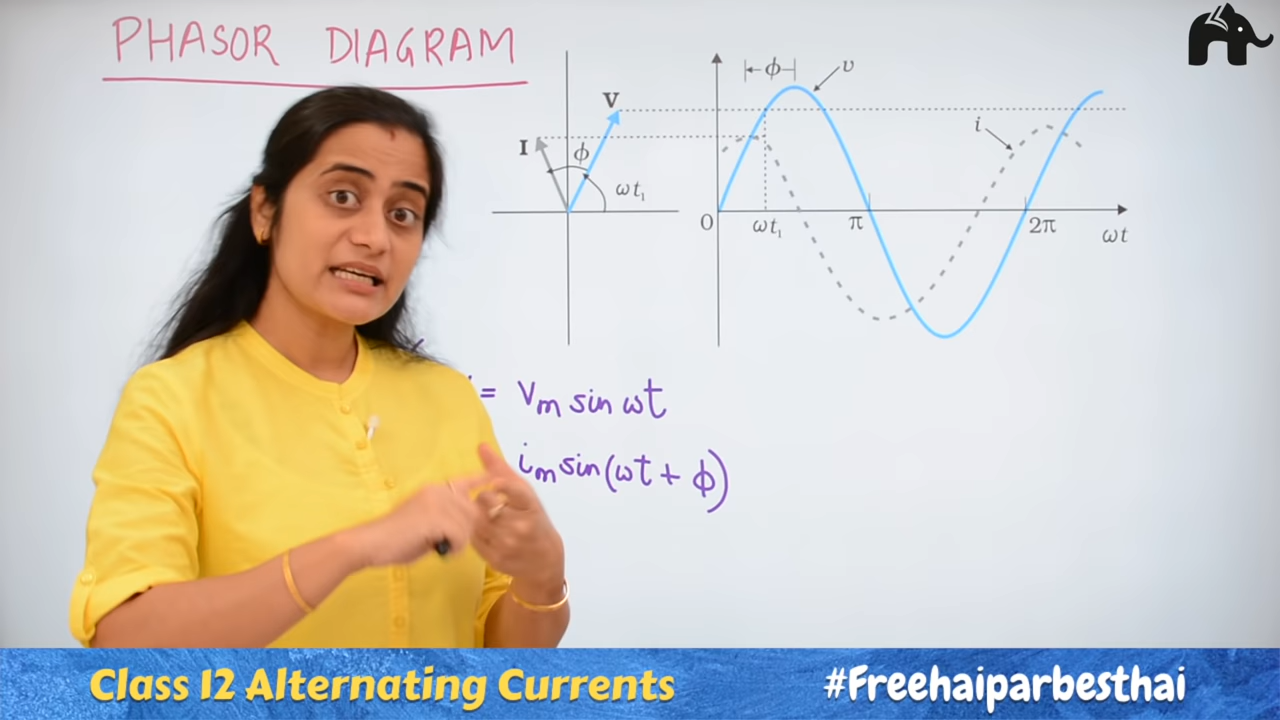 PHASOR DIAGRAM
V
I
ϕ
ωt₁
ϕ
υ
i
0
ωt₁
π
2π
ωt
= Vm sin ωt
im sin(ωt + ϕ)
Class 12 Alternating Currents
#Freehaiparbesthai